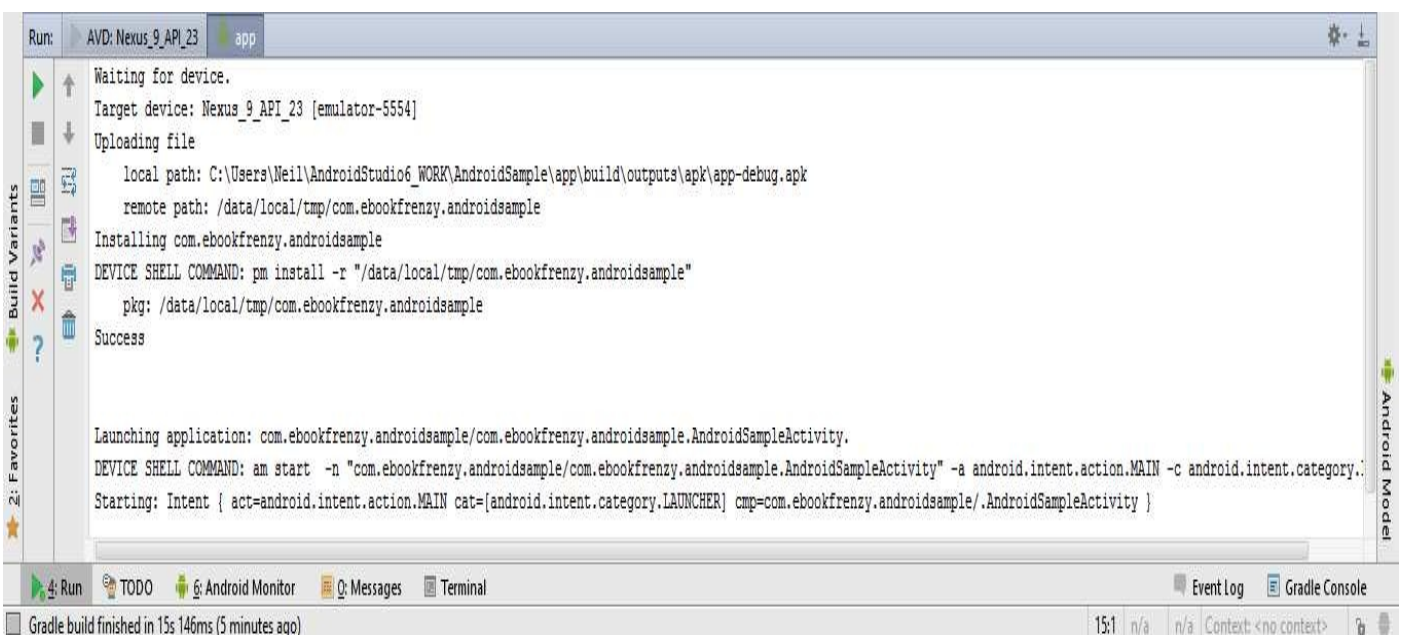 Run: AVD: Nexus_9_API_23 app
Waiting for device.
Target device: Nexus_9_API_23 [emulator-5554]
Uploading file
local path: C:\Users\Neil\AndroidStudio6_WORK\AndroidSample\app\build\outputs\apk\app-debug.apk
remote path: /data/local/tmp/com.ebookfrenzy.androidsample
Installing com.ebookfrenzy.androidsample
DEVICE SHELL COMMAND: pm install -r "/data/local/tmp/com.ebookfrenzy.androidsample"
pkg: /data/local/tmp/com.ebookfrenzy.androidsample
Success
Launching application: com.ebookfrenzy.androidsample/com.ebookfrenzy.androidsample.AndroidSampleActivity.
DEVICE SHELL COMMAND: am start -n "com.ebookfrenzy.androidsample/com.ebookfrenzy.androidsample.AndroidSampleActivity" -a android.intent.action.MAIN -c android.intent.category.
Starting: Intent { act=android.intent.action.MAIN cat=[android.intent.category.LAUNCHER] cmp=com.ebookfrenzy.androidsample/.AndroidSampleActivity }
Build Variants
2: Favorites
Android Model
4: Run TODO 6: Android Monitor 0: Messages Terminal Event Log Gradle Console
Gradle build finished in 15s 146ms (5 minutes ago) 15:1 n/a n/a Context: <no context>